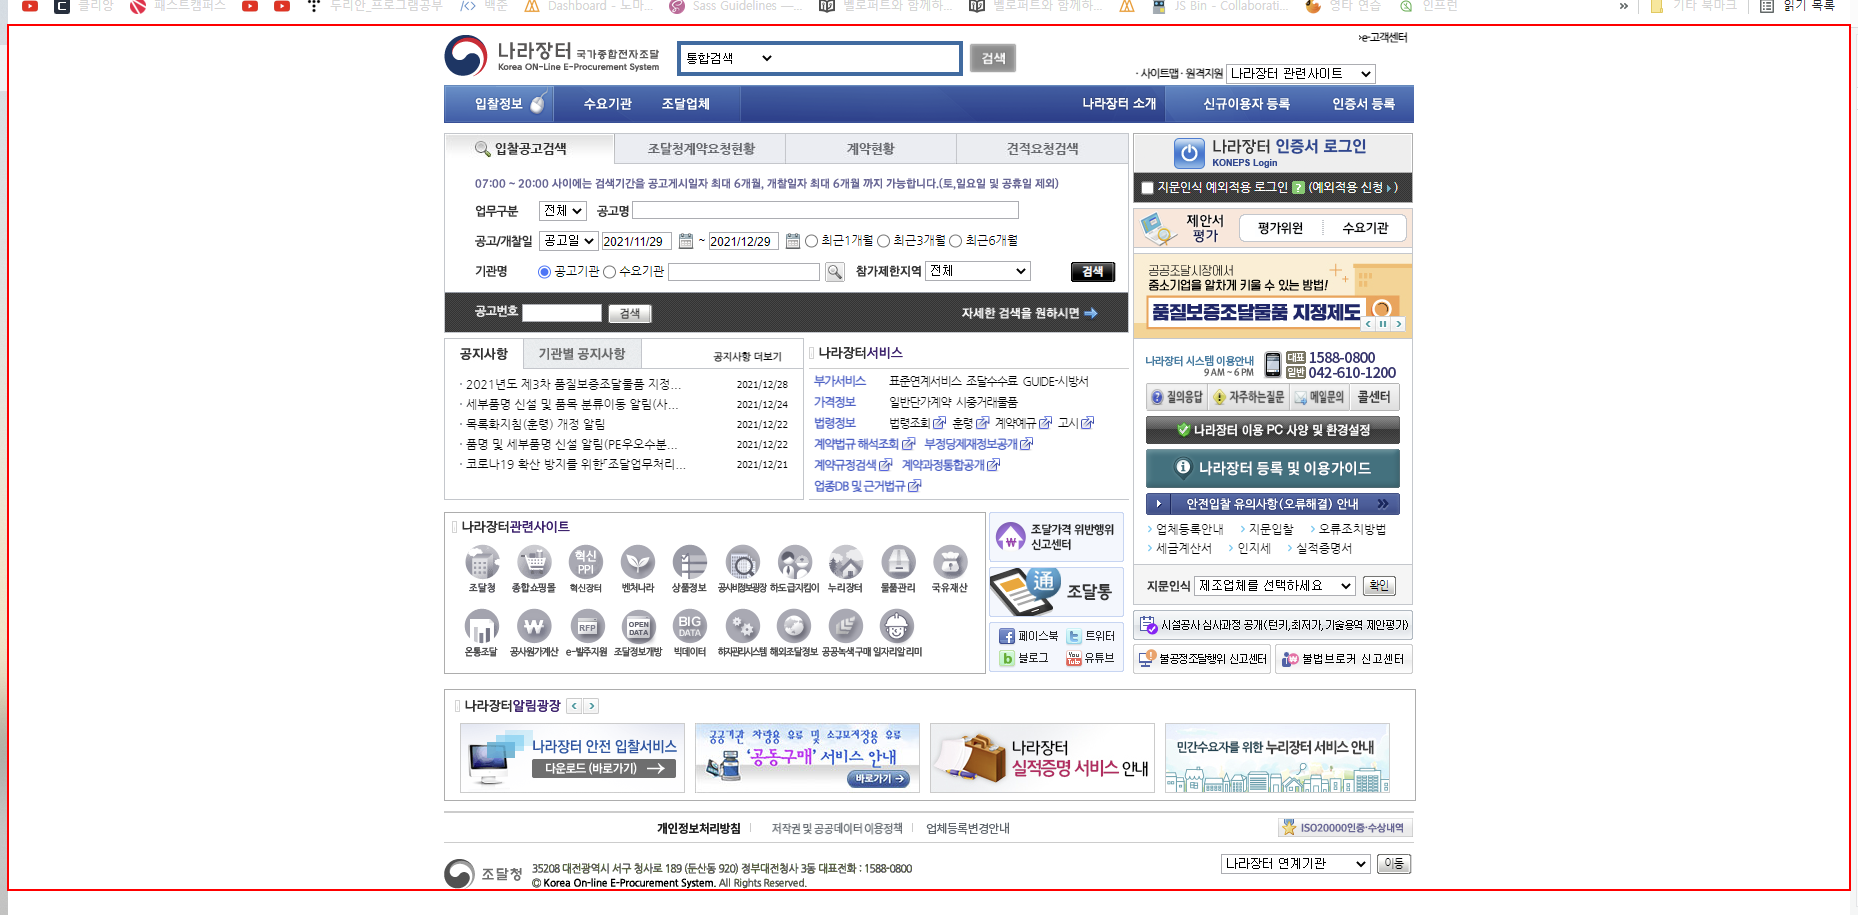 클리앙 패스트캠퍼스 두리안_프로그램공부 백준 Dashboard - 노마... Sass Guidelines —... 벨로퍼트와 함께하... 벨로퍼트와 함께하... JS Bin - Collaborati... 영타 연습 인프런 » 기타 북마크 읽기 목록
나라장터 국가종합전자조달
Korea ON-Line E-Procurement System
통합검색 검색
>e-고객센터
· 사이트맵 · 원격지원 나라장터 관련사이트
입찰정보 수요기관 조달업체 나라장터 소개 신규이용자 등록 인증서 등록
입찰공고검색 조달청계약요청현황 계약현황 견적요청검색
07:00 ~ 20:00 사이에는 검색기간을 공고게시일자 최대 6개월, 개찰일자 최대 6개월 까지 가능합니다.(토,일요일 및 공휴일 제외)
업무구분 전체 공고명
공고/개찰일 공고일 2021/11/29 ~ 2021/12/29 최근1개월 최근3개월 최근6개월
기관명 공고기관 수요기관 참가제한지역 전체 검색
공고번호 검색 자세한 검색을 원하시면
나라장터 인증서 로그인
KONEPS Login
지문인식 예외적용 로그인 ? (예외적용 신청 )
제안서
평가
평가위원 수요기관
공공조달시장에서
중소기업을 알차게 키울 수 있는 방법!
품질보증조달물품 지정제도
공지사항 기관별 공지사항 공지사항 더보기
· 2021년도 제3차 품질보증조달물품 지정... 2021/12/28
· 세부품명 신설 및 품목 분류이동 알림(사... 2021/12/24
· 목록화지침(훈령) 개정 알림 2021/12/22
· 품명 및 세부품명 신설 알림(PE우오수분... 2021/12/22
· 코로나19 확산 방지를 위한「조달업무처리... 2021/12/21
나라장터서비스
부가서비스 표준연계서비스 조달수수료 GUIDE-시방서
가격정보 일반단가계약 시중거래물품
법령정보 법령조회 훈령 계약예규 고시
계약법규 해석조회 부정당제재정보공개
계약규정검색 계약과정통합공개
업종DB 및 근거법규
나라장터 시스템 이용안내
9 AM ~ 6 PM
대표 1588-0800
일반 042-610-1200
질의응답 자주하는질문 메일문의 콜센터
나라장터 이용 PC 사양 및 환경설정
나라장터 등록 및 이용가이드
안전입찰 유의사항(오류해결) 안내
업체등록안내 지문입찰 오류조치방법
세금계산서 인지세 실적증명서
지문인식 제조업체를 선택하세요 확인
시설공사 심사과정 공개(턴키,최저가,기술용역 제안평가)
불공정조달행위 신고센터 불법브로커 신고센터
나라장터관련사이트
혁신
PPI
조달청 종합쇼핑몰 혁신장터 벤처나라 상품정보 공사비정보광장 하도급지킴이 누리장터 물품관리 국유재산
RFP OPEN DATA BIG DATA
온통조달 공사원가계산 e-발주지원 조달정보개방 빅데이터 하자관리시스템 해외조달정보 공공녹색구매 일자리알리미
조달가격 위반행위
신고센터
通 조달통
페이스북 트위터
블로그 유튜브
나라장터알림광장
나라장터 안전 입찰서비스
다운로드 (바로가기)
공공기관 차량용 유류 및 소규모저장용 유류
'공동구매' 서비스 안내
바로가기
나라장터
실적증명 서비스 안내
민간수요자를 위한 누리장터 서비스 안내
개인정보처리방침 저작권 및 공공데이터 이용정책 업체등록변경안내 ISO20000인증·수상내역
조달청
35208 대전광역시 서구 청사로 189 (둔산동 920) 정부대전청사 3동 대표전화 : 1588-0800
© Korea On-line E-Procurement System. All Rights Reserved.
나라장터 연계기관 이동